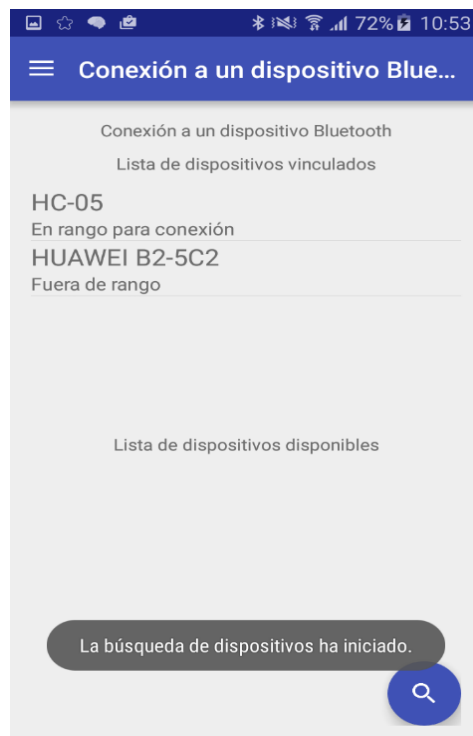 72% 10:53
Conexión a un dispositivo Blue...
Conexión a un dispositivo Bluetooth
Lista de dispositivos vinculados
HC-05
En rango para conexión
HUAWEI B2-5C2
Fuera de rango
Lista de dispositivos disponibles
La búsqueda de dispositivos ha iniciado.